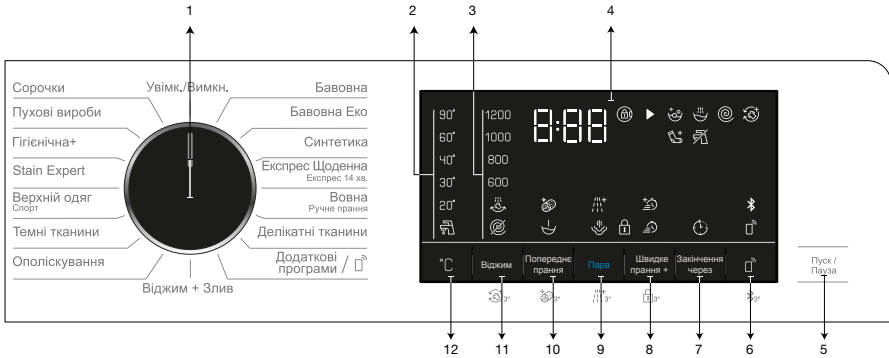 1
2
3
4
Сорочки
Увімк./Вимкн.
Бавовна
Пухові вироби
Бавовна Еко
Гігієнічна+
Синтетика
Stain Expert
Експрес Щоденна
Експрес 14 хв.
Верхній одяг
Спорт
Вовна
Ручне прання
Темні тканини
Делікатні тканини
Ополіскування
Додаткові
програми /
Віджим + Злив
90°
1200
8:88
60°
1000
40°
800
30°
600
20°
°C
Віджим
Попереднє
прання
Пара
Швидке
прання +
Закінчення
через
Пуск /
Пауза
3"
3"
3"
3"
3"
12
11
10
9
8
7
6
5